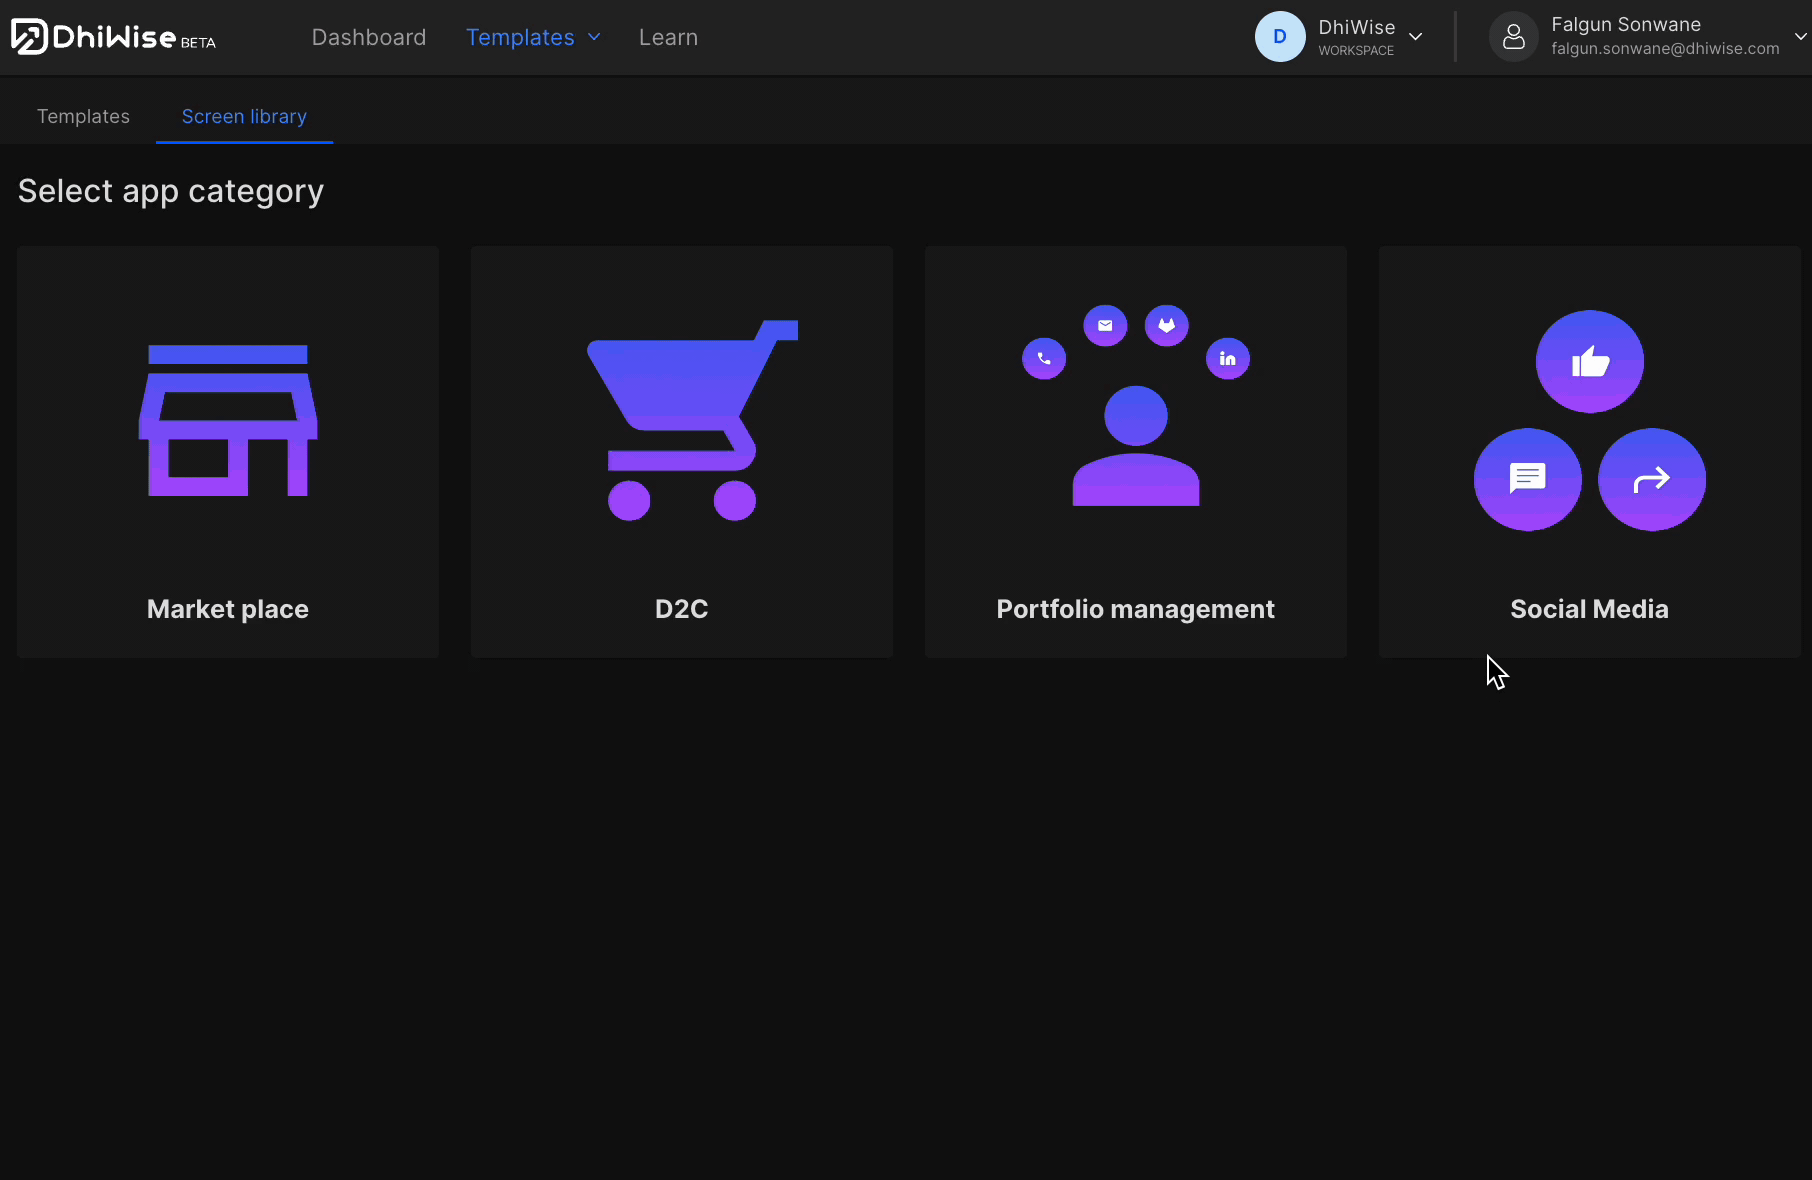 DhiWise BETA
Dashboard
Templates
Learn
D
DhiWise
WORKSPACE
Falgun Sonwane
falgun.sonwane@dhiwise.com
Templates
Screen library
Select app category
in
Market place
D2C
Portfolio management
Social Media